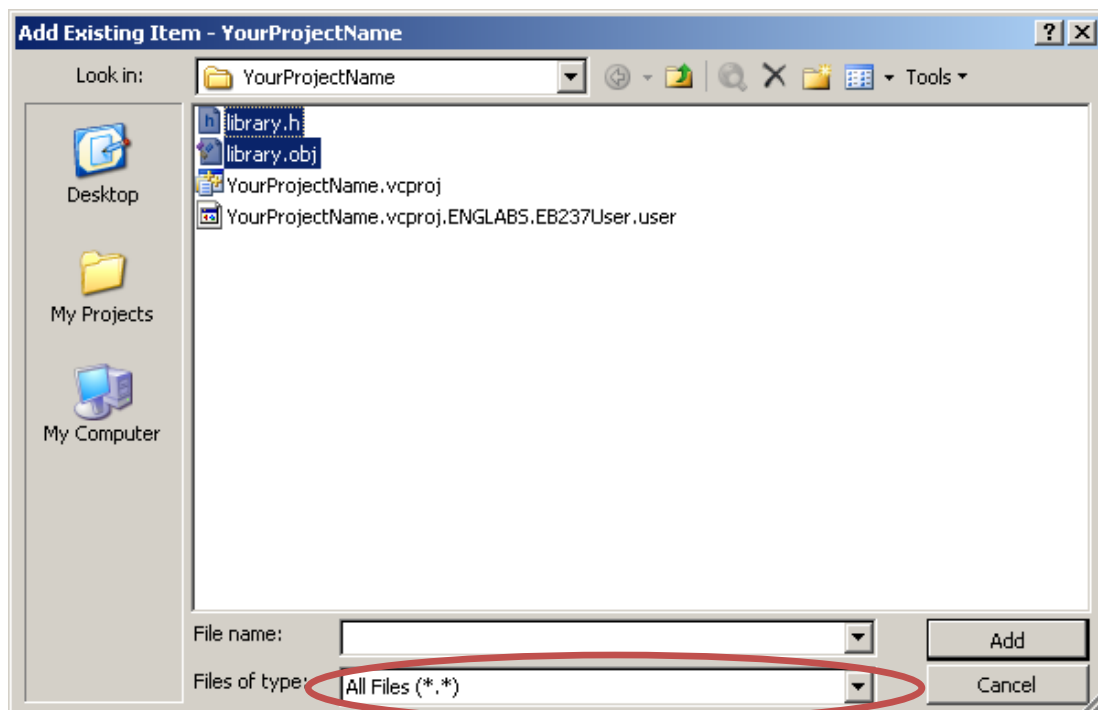 Add Existing Item - YourProjectName
Look in:
YourProjectName
Tools
library.h
library.obj
YourProjectName.vcproj
YourProjectName.vcproj.ENGLABS.EB237User.user
Desktop
My Projects
My Computer
File name:
Add
Files of type:
All Files (*.*)
Cancel